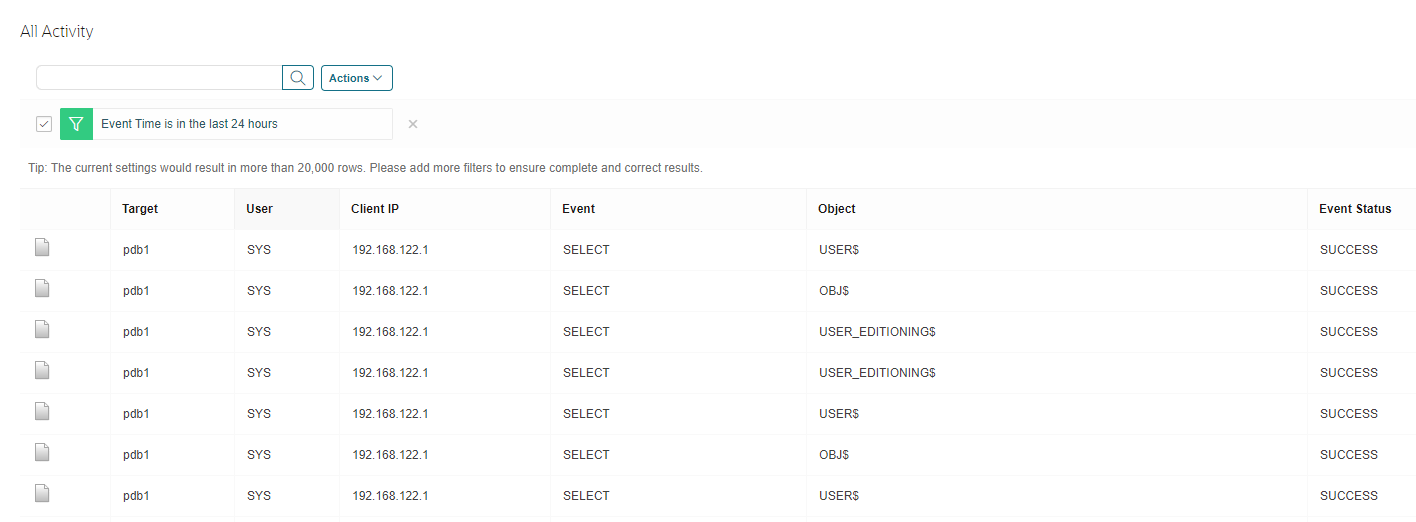 All Activity
Actions
Event Time is in the last 24 hours
Tip: The current settings would result in more than 20,000 rows. Please add more filters to ensure complete and correct results.
Target User Client IP Event Object Event Status
pdb1 SYS 192.168.122.1 SELECT USER$ SUCCESS
pdb1 SYS 192.168.122.1 SELECT OBJ$ SUCCESS
pdb1 SYS 192.168.122.1 SELECT USER_EDITIONING$ SUCCESS
pdb1 SYS 192.168.122.1 SELECT USER_EDITIONING$ SUCCESS
pdb1 SYS 192.168.122.1 SELECT USER$ SUCCESS
pdb1 SYS 192.168.122.1 SELECT OBJ$ SUCCESS
pdb1 SYS 192.168.122.1 SELECT USER$ SUCCESS